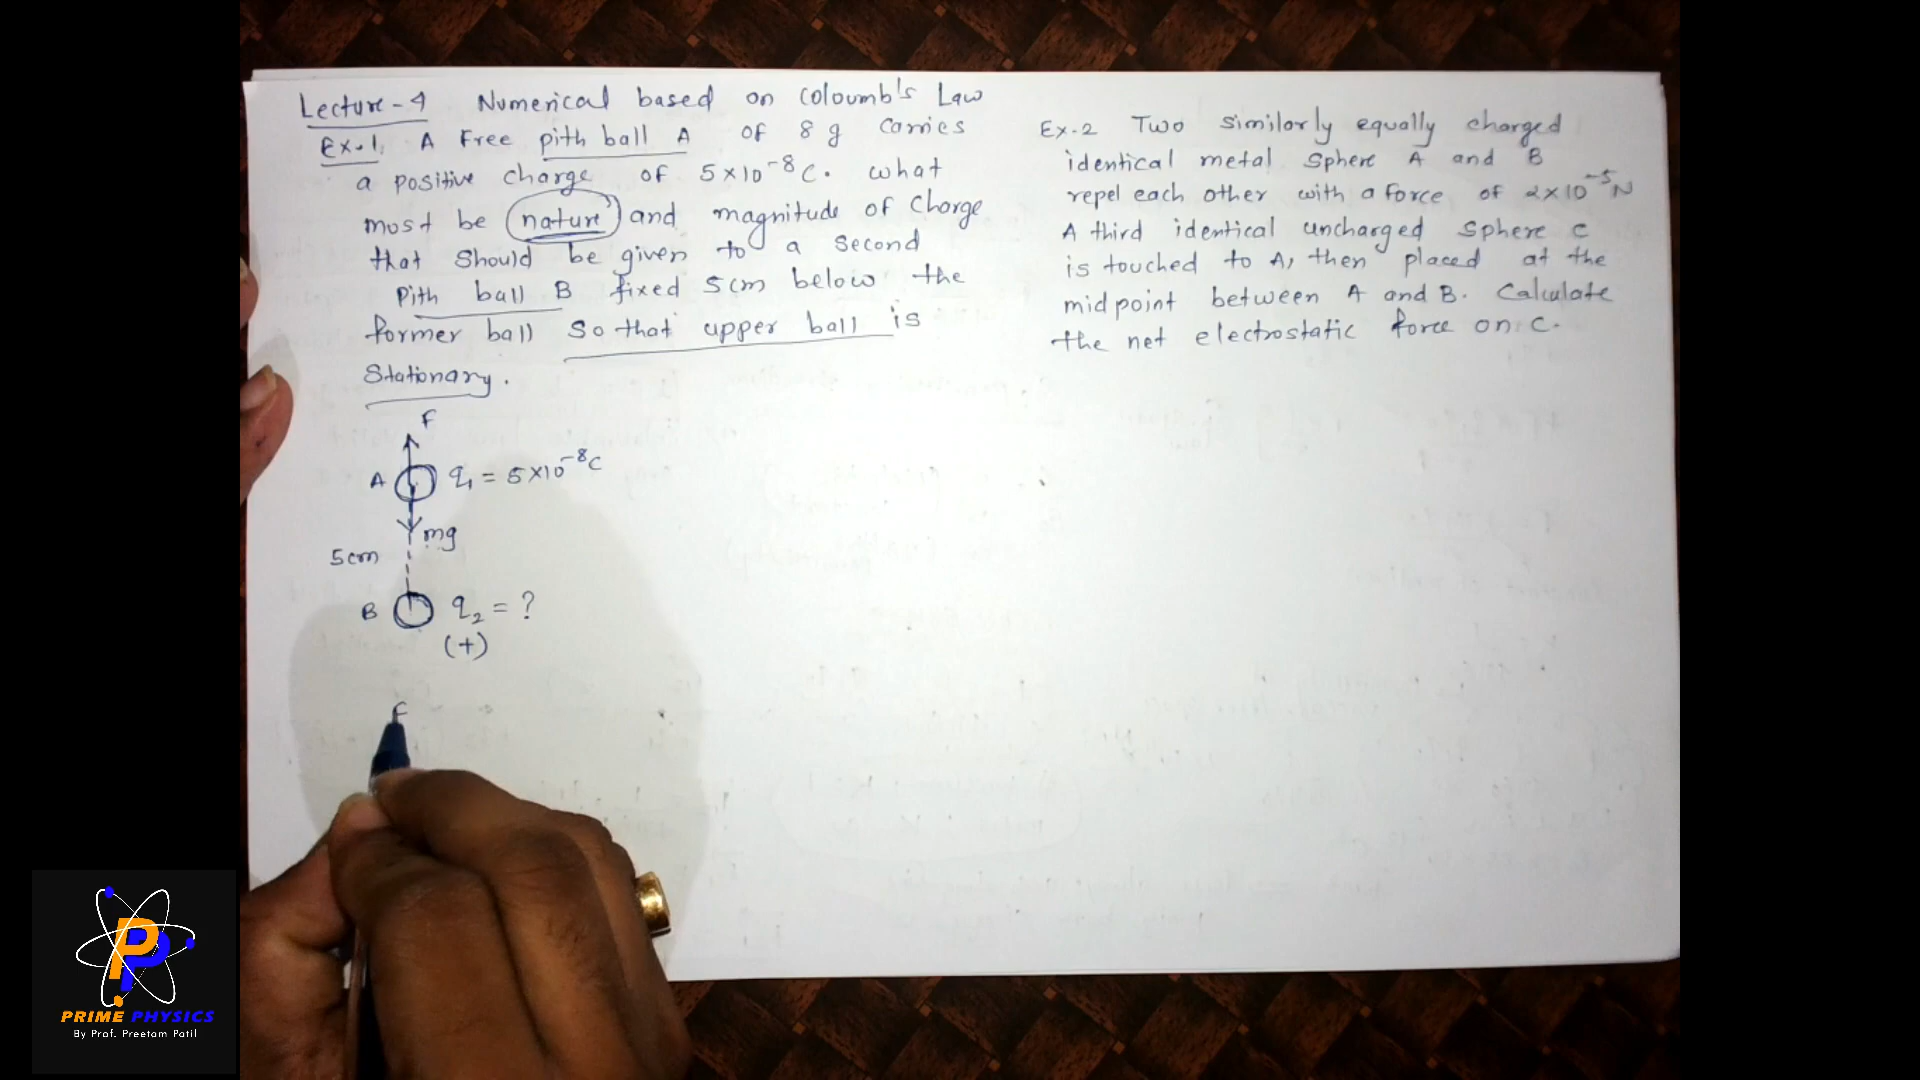 Lecture-4 Numerical based on Coloumb's Law
Ex.1. A Free pith ball A of 8 g carries
a positive charge of 5×10⁻⁸C. what
must be nature and magnitude of charge
that should be given to a second
Pith ball B fixed 5cm below the
former ball so that upper ball is
Stationary.
F
A q₁ = 5×10⁻⁸C
mg
5cm
B q₂ = ?
(+)
F
Ex.2 Two similarly equally charged
identical metal sphere A and B
repel each other with a force of 2×10⁻⁵N
A third identical uncharged sphere C
is touched to A, then placed at the
midpoint between A and B. Calculate
the net electrostatic force on C.
PP
PRIME PHYSICS
By Prof. Preetam Patil